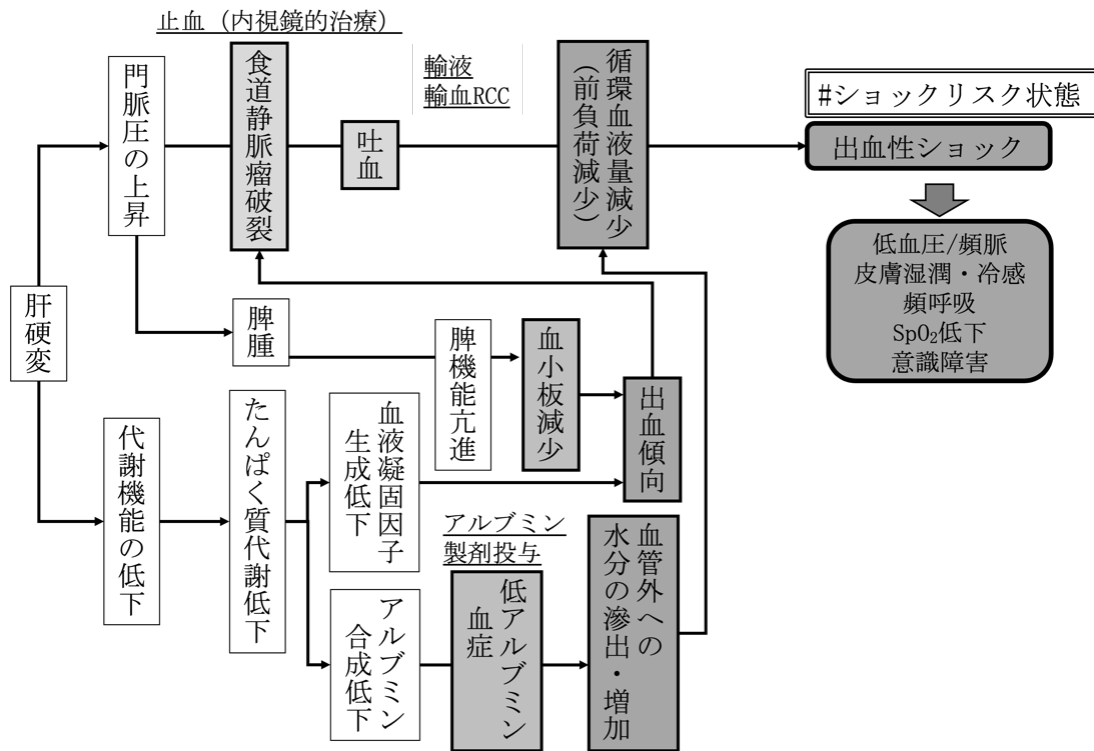 止血（内視鏡的治療）
門脈圧の上昇
食道静脈瘤破裂
吐血
輸液
輸血RCC
循環血液量減少
（前負荷減少）
#ショックリスク状態
出血性ショック
低血圧/頻脈
皮膚湿潤・冷感
頻呼吸
SpO₂低下
意識障害
肝硬変
脾腫
脾機能亢進
血小板減少
出血傾向
代謝機能の低下
たんぱく質代謝低下
血液凝固因子
生成低下
アルブミン
合成低下
アルブミン
製剤投与
低アルブミン
血症
血管外への
水分の滲出・増加